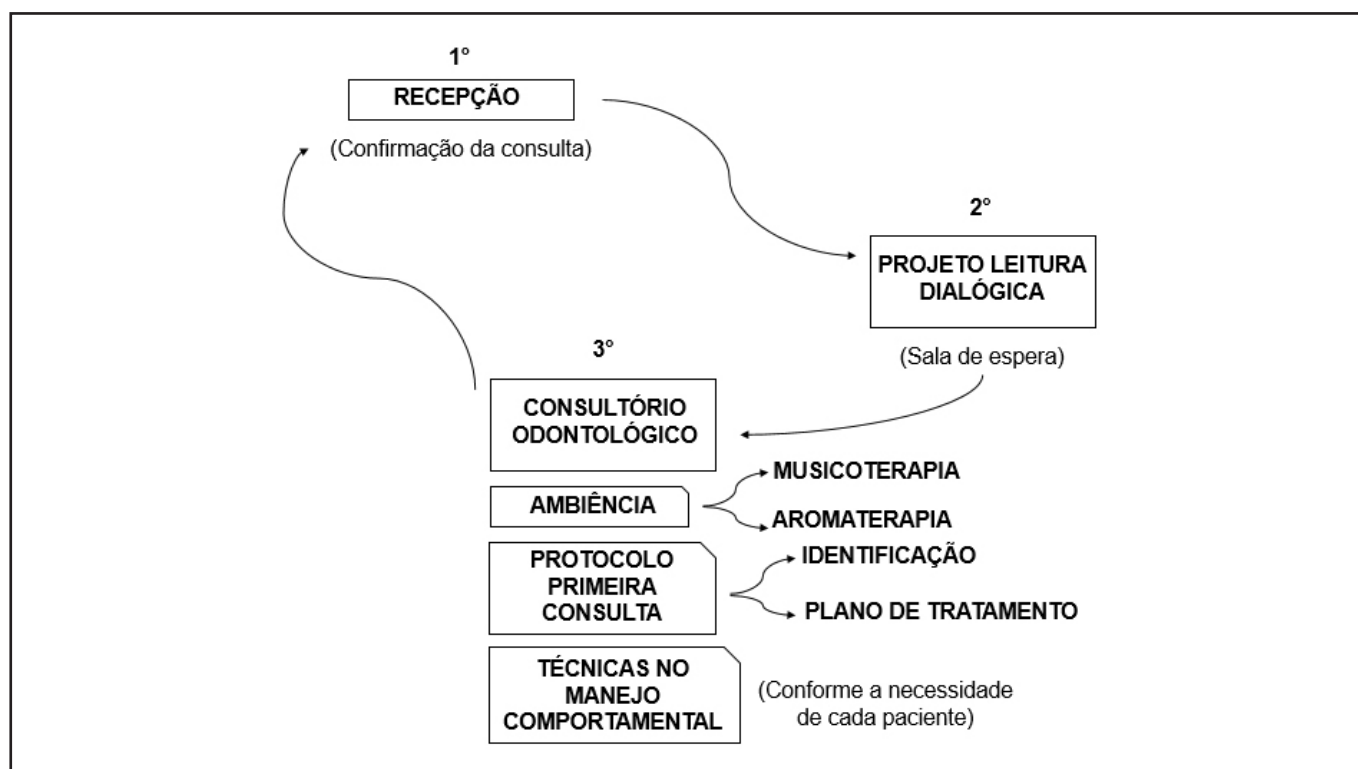 1°
RECEPÇÃO
(Confirmação da consulta)
2°
PROJETO LEITURA
DIALÓGICA
(Sala de espera)
3°
CONSULTÓRIO
ODONTOLÓGICO
AMBIÊNCIA
MUSICOTERAPIA
AROMATERAPIA
PROTOCOLO
PRIMEIRA
CONSULTA
IDENTIFICAÇÃO
PLANO DE TRATAMENTO
TÉCNICAS NO
MANEJO
COMPORTAMENTAL
(Conforme a necessidade
de cada paciente)